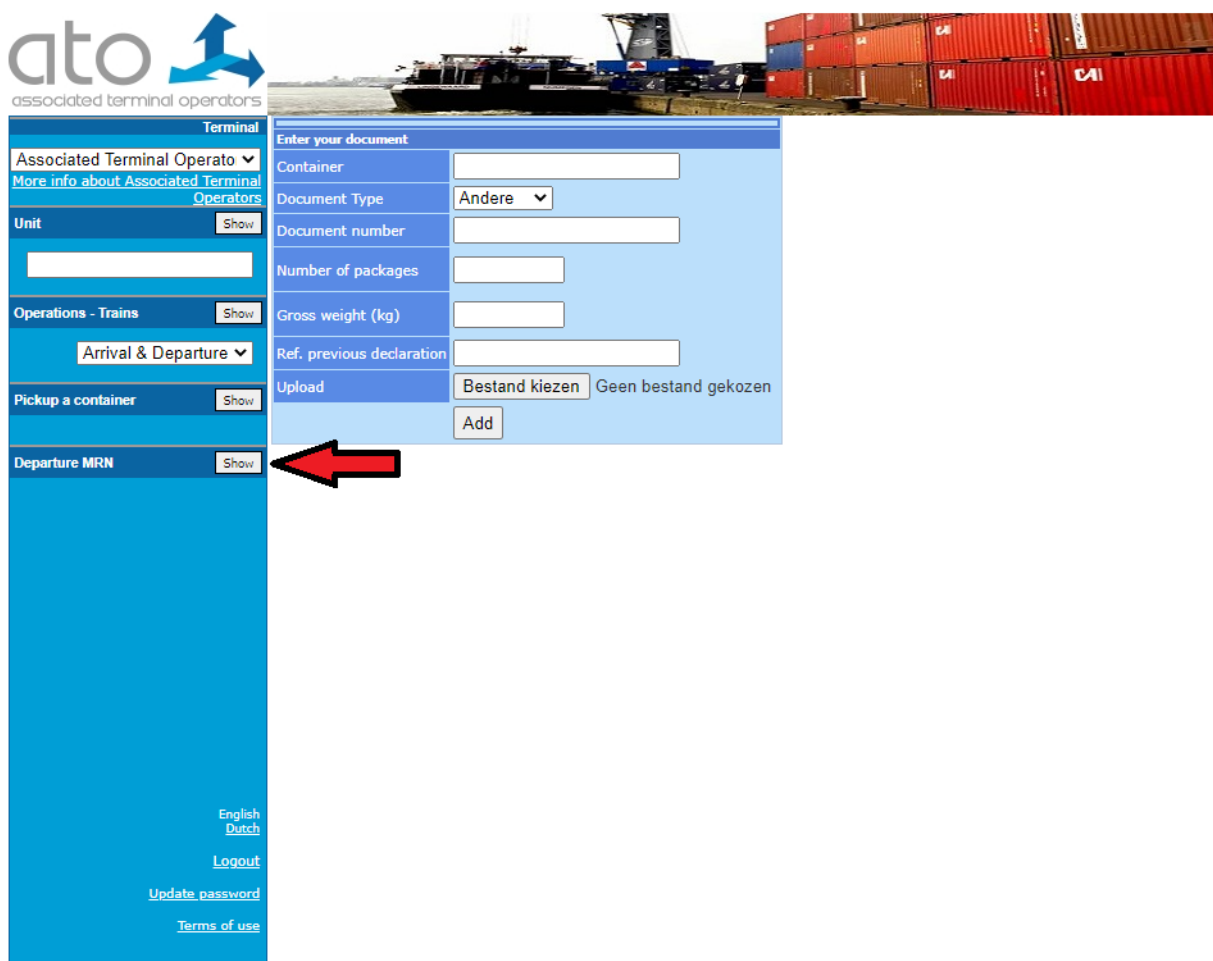 ato
associated terminal operators
CAI
CAI
CAI
Terminal
Associated Terminal Operato
More info about Associated Terminal
Operators
Unit Show
Operations - Trains Show
Arrival & Departure
Pickup a container Show
Departure MRN Show
Enter your document
Container
Document Type Andere
Document number
Number of packages
Gross weight (kg)
Ref. previous declaration
Upload Bestand kiezen Geen bestand gekozen
Add
English
Dutch
Logout
Update password
Terms of use